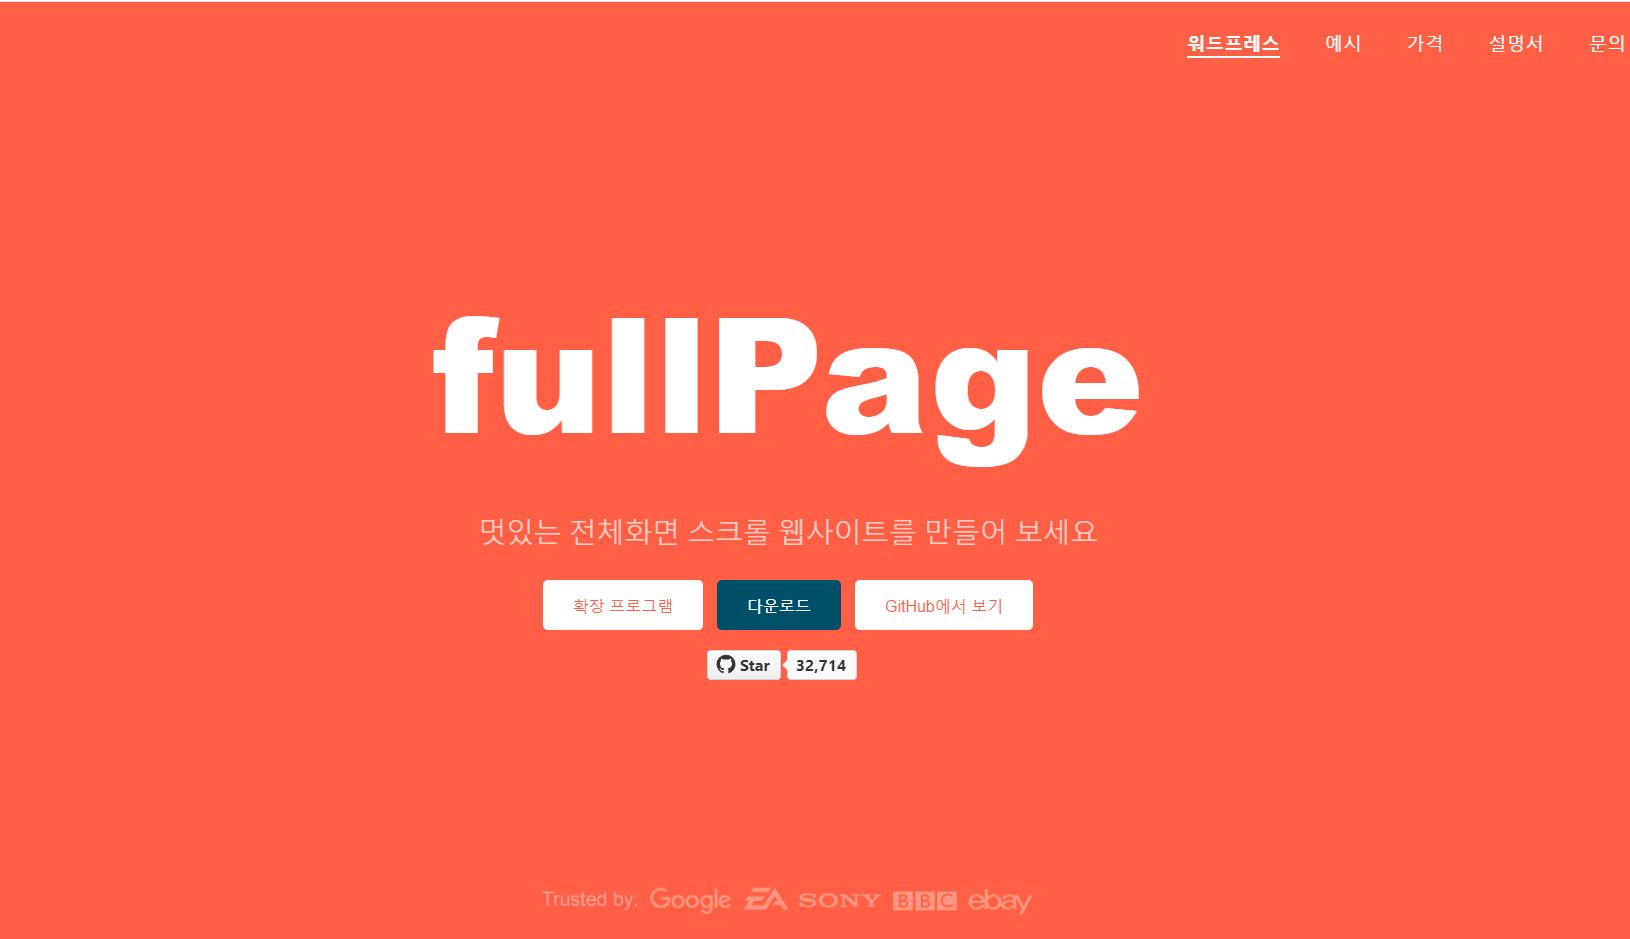 워드프레스 예시 가격 설명서 문의
fullPage
멋있는 전체화면 스크롤 웹사이트를 만들어 보세요
확장 프로그램 다운로드 GitHub에서 보기
Star 32,714
Trusted by: Google EA SONY BBC ebay